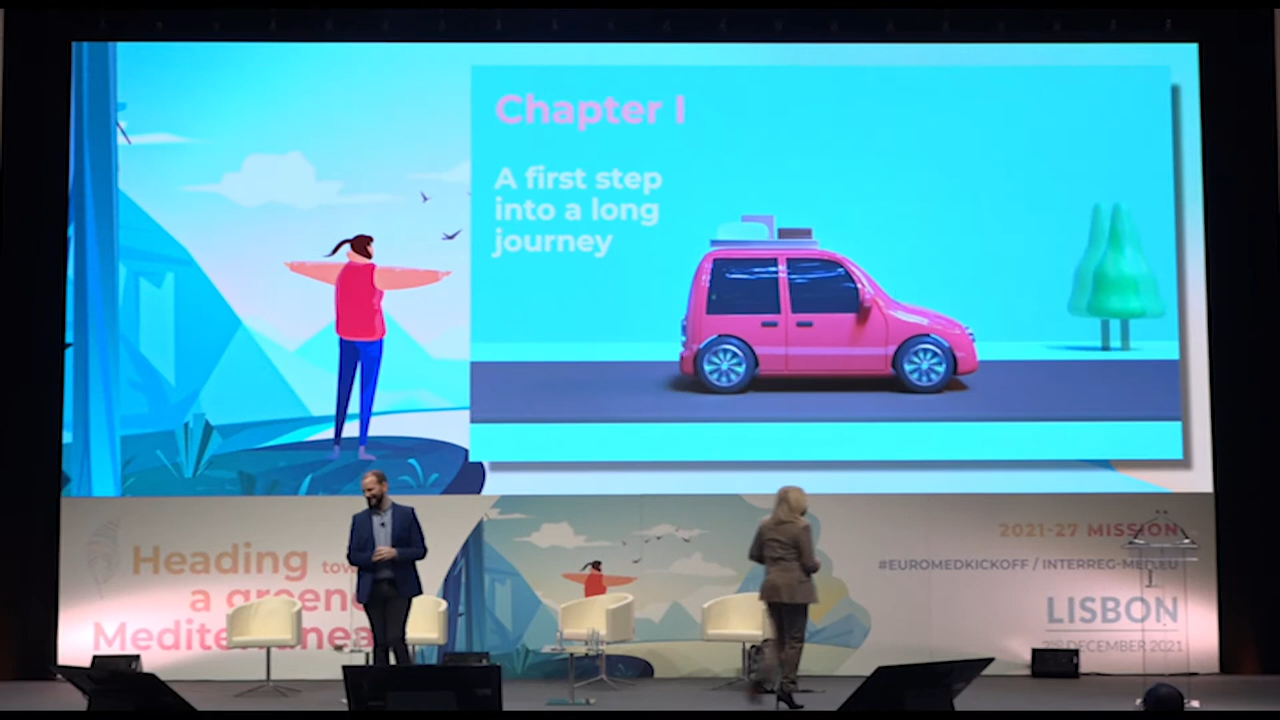 Chapter I
A first step
into a long
journey
Heading
a greene
Mediterranea
2021-27 MISSION
#EUROMEDKICKOFF / INTERREG-MED.EU
LISBON
DECEMBER 2021